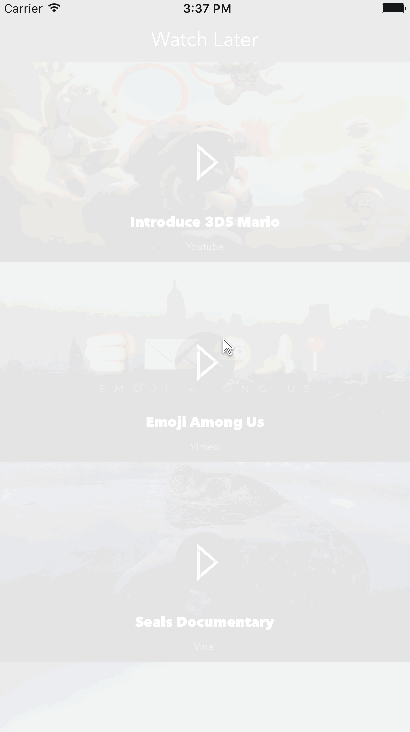 Carrier 3:37 PM
Watch Later
Introduce 3DS Mario
Youtube
EMOJI AMONG US
Emoji Among Us
Vimeo
Seals Documentary
Vine